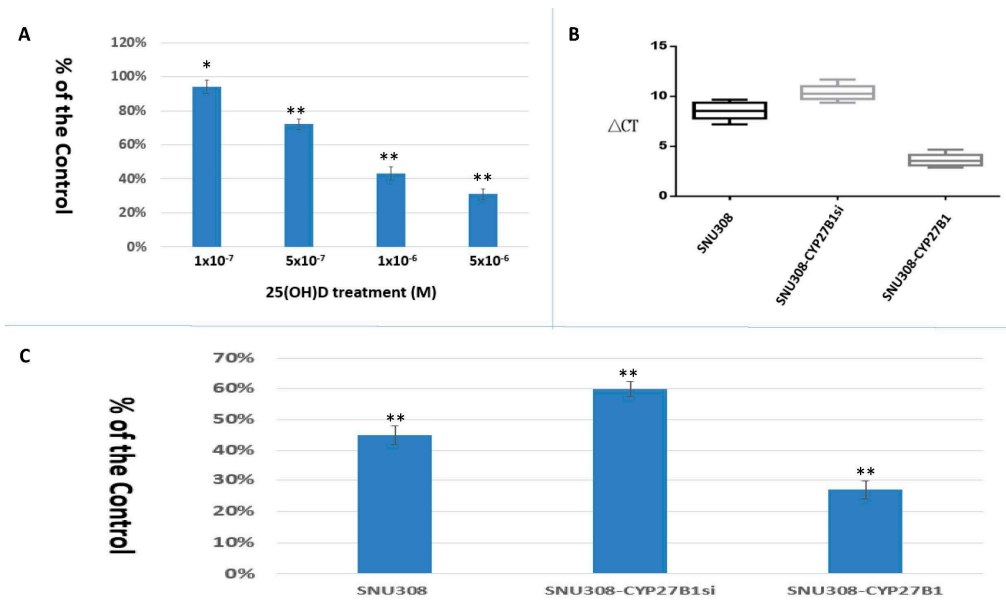 A
% of the Control
120%
100%
80%
60%
40%
20%
0%
*
**
**
**
1x10⁻⁷ 5x10⁻⁷ 1x10⁻⁶ 5x10⁻⁶
25(OH)D treatment (M)
B
△CT
15
10
5
0
SNU308
SNU308-CYP27B1si
SNU308-CYP27B1
C
% of the Control
70%
60%
50%
40%
30%
20%
10%
0%
**
**
**
SNU308 SNU308-CYP27B1si SNU308-CYP27B1